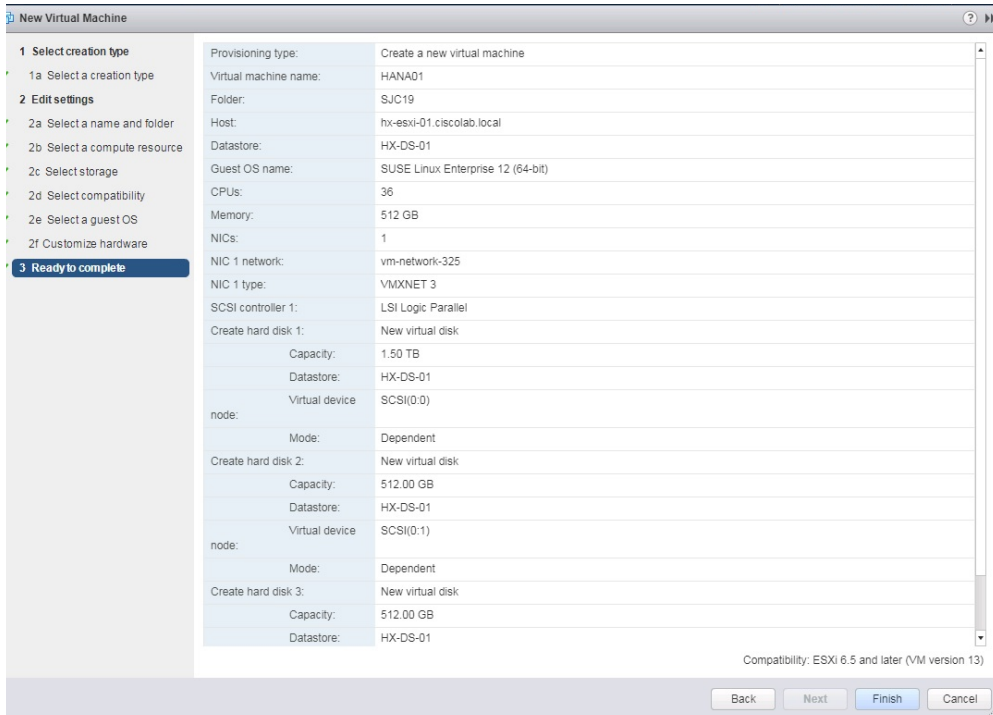 New Virtual Machine
1 Select creation type
1a Select a creation type
2 Edit settings
2a Select a name and folder
2b Select a compute resource
2c Select storage
2d Select compatibility
2e Select a guest OS
2f Customize hardware
3 Ready to complete
Provisioning type: Create a new virtual machine
Virtual machine name: HANA01
Folder: SJC19
Host: hx-esxi-01.ciscolab.local
Datastore: HX-DS-01
Guest OS name: SUSE Linux Enterprise 12 (64-bit)
CPUs: 36
Memory: 512 GB
NICs: 1
NIC 1 network: vm-network-325
NIC 1 type: VMXNET 3
SCSI controller 1: LSI Logic Parallel
Create hard disk 1: New virtual disk
Capacity: 1.50 TB
Datastore: HX-DS-01
Virtual device SCSI(0:0)
node:
Mode: Dependent
Create hard disk 2: New virtual disk
Capacity: 512.00 GB
Datastore: HX-DS-01
Virtual device SCSI(0:1)
node:
Mode: Dependent
Create hard disk 3: New virtual disk
Capacity: 512.00 GB
Datastore: HX-DS-01
Compatibility: ESXi 6.5 and later (VM version 13)
Back Next Finish Cancel